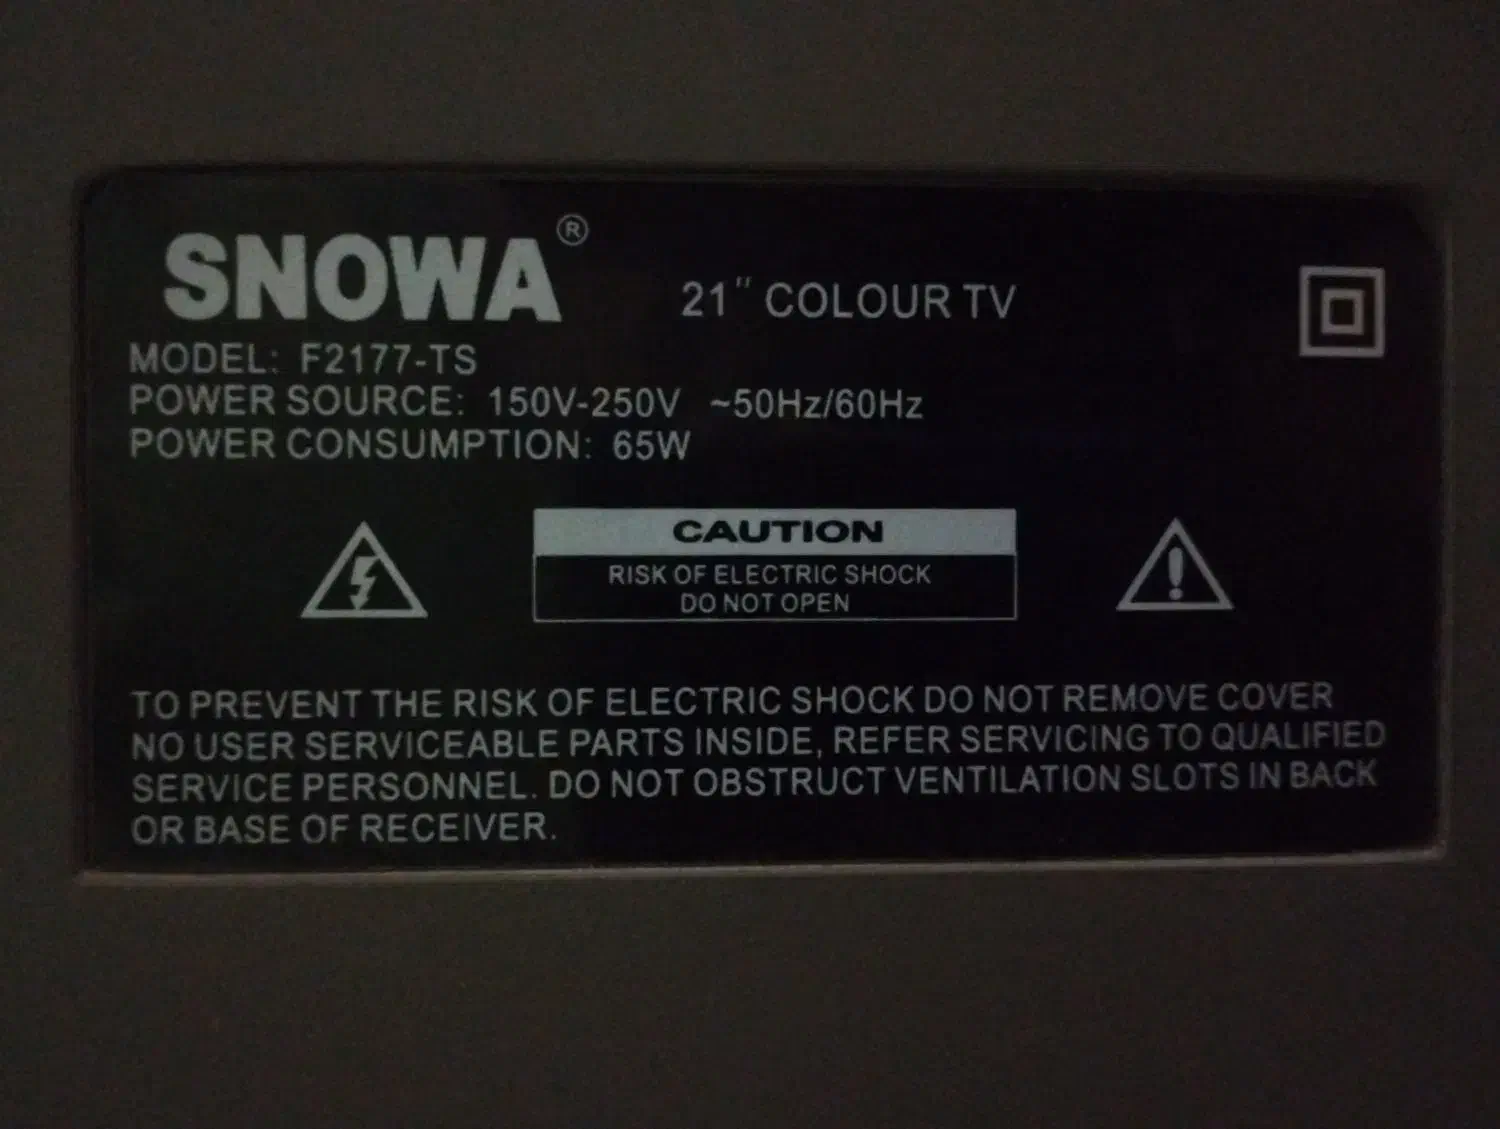 SNOWA®
21" COLOUR TV
MODEL: F2177-TS
POWER SOURCE: 150V-250V ~50Hz/60Hz
POWER CONSUMPTION: 65W
CAUTION
RISK OF ELECTRIC SHOCK
DO NOT OPEN
TO PREVENT THE RISK OF ELECTRIC SHOCK DO NOT REMOVE COVER
NO USER SERVICEABLE PARTS INSIDE, REFER SERVICING TO QUALIFIED
SERVICE PERSONNEL. DO NOT OBSTRUCT VENTILATION SLOTS IN BACK
OR BASE OF RECEIVER.